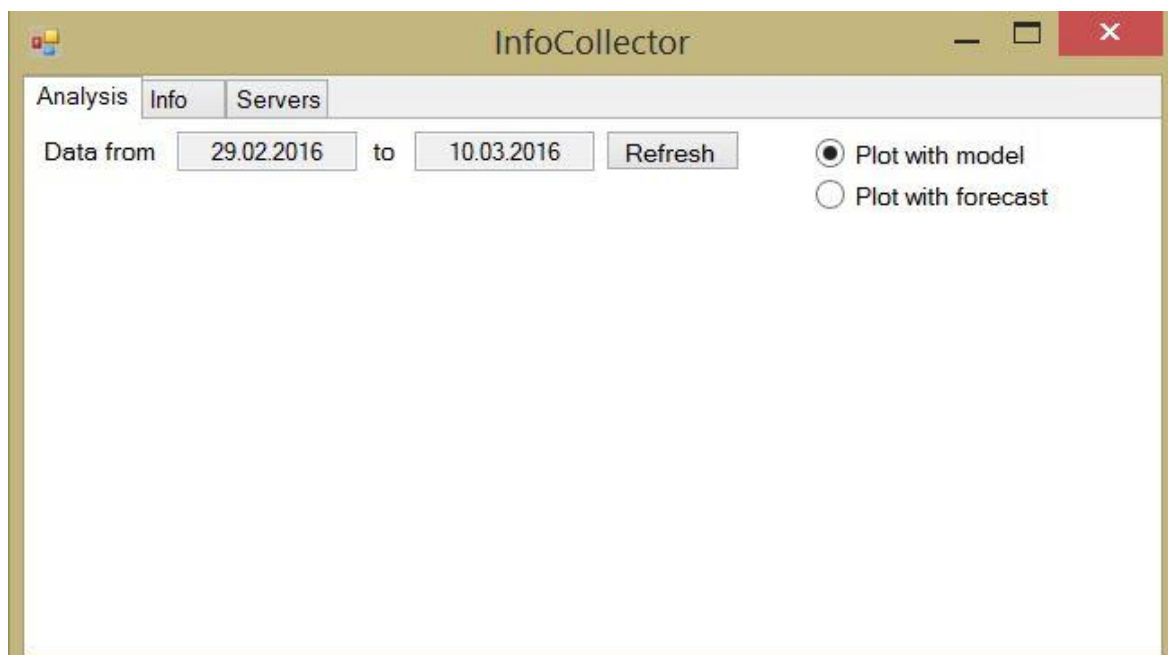 InfoCollector
Analysis Info Servers
Data from 29.02.2016 to 10.03.2016 Refresh
Plot with model
Plot with forecast